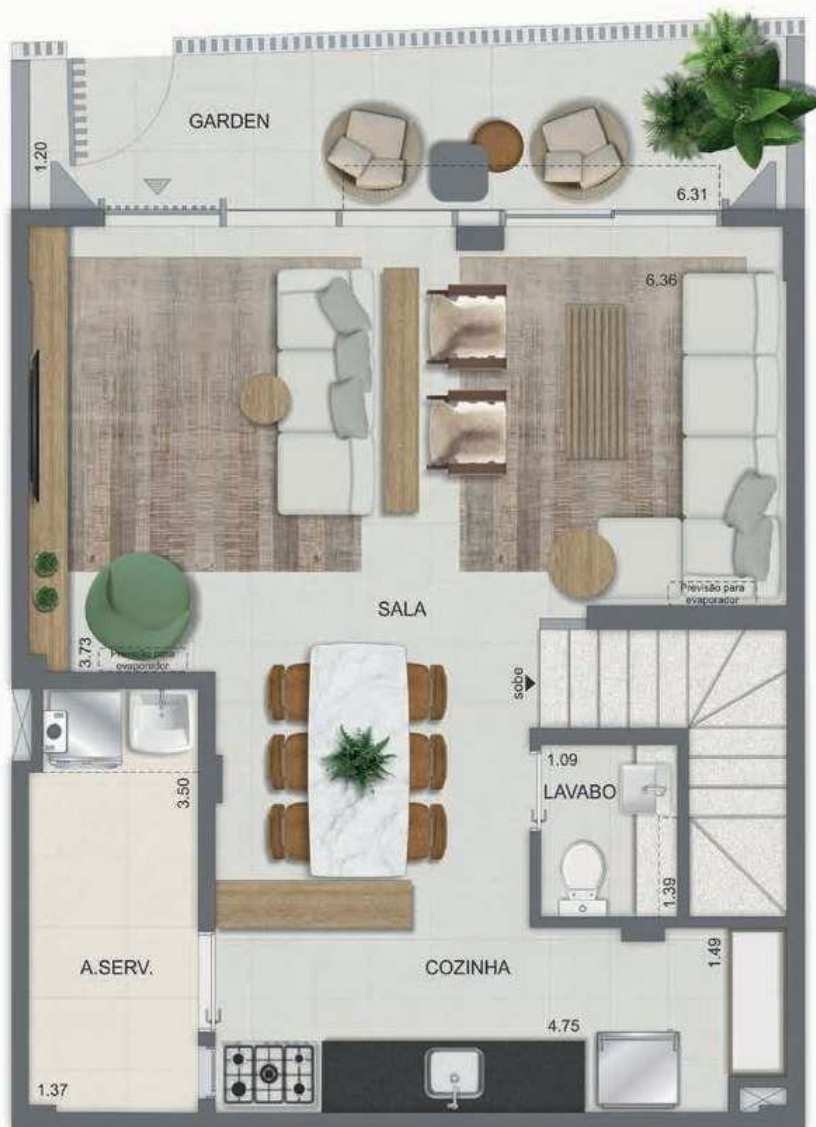 GARDEN
1.20
6.31
6.36
SALA
Previsão para
evaporador
3.73
Previsão para
evaporador
sobe
1.09
LAVABO
3.50
1.39
A.SERV.
COZINHA
1.49
4.75
1.37